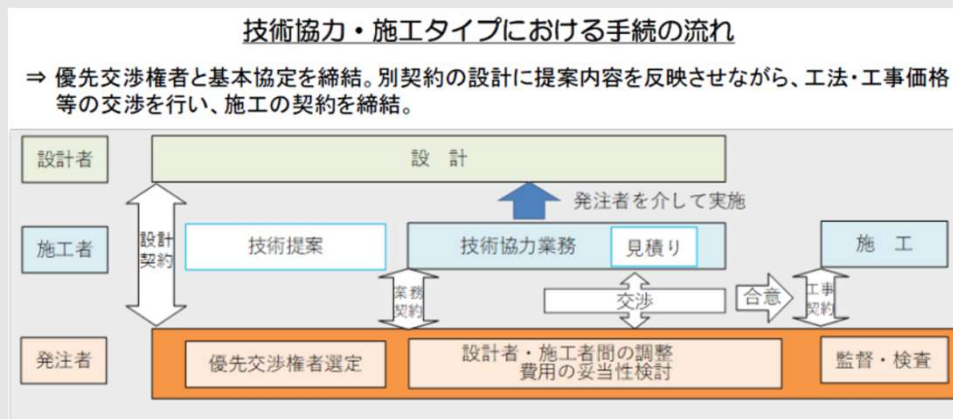 技術協力・施工タイプにおける手続の流れ
⇒ 優先交渉権者と基本協定を締結。別契約の設計に提案内容を反映させながら、工法・工事価格
等の交渉を行い、施工の契約を締結。
設計者
設 計
発注者を介して実施
施工者
設計
契約
技術提案
技術協力業務
見積り
施 工
業務
契約
交渉
合意
工事
契約
発注者
優先交渉権者選定
設計者・施工者間の調整
費用の妥当性検討
監督・検査